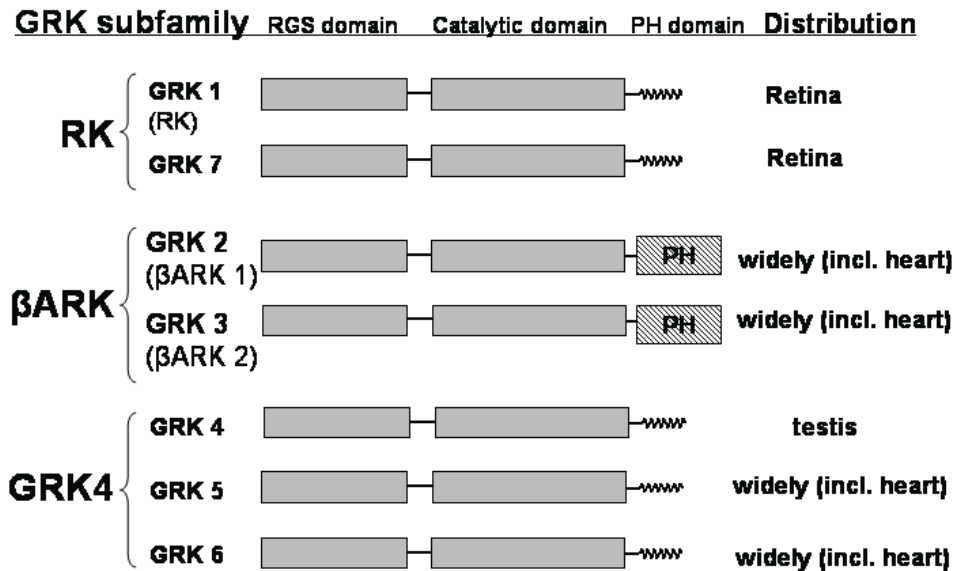 GRK subfamily RGS domain Catalytic domain PH domain Distribution
RK
GRK 1
(RK)
Retina
GRK 7
Retina
βARK
GRK 2
(βARK 1)
PH
widely (incl. heart)
GRK 3
(βARK 2)
PH
widely (incl. heart)
GRK4
GRK 4
testis
GRK 5
widely (incl. heart)
GRK 6
widely (incl. heart)